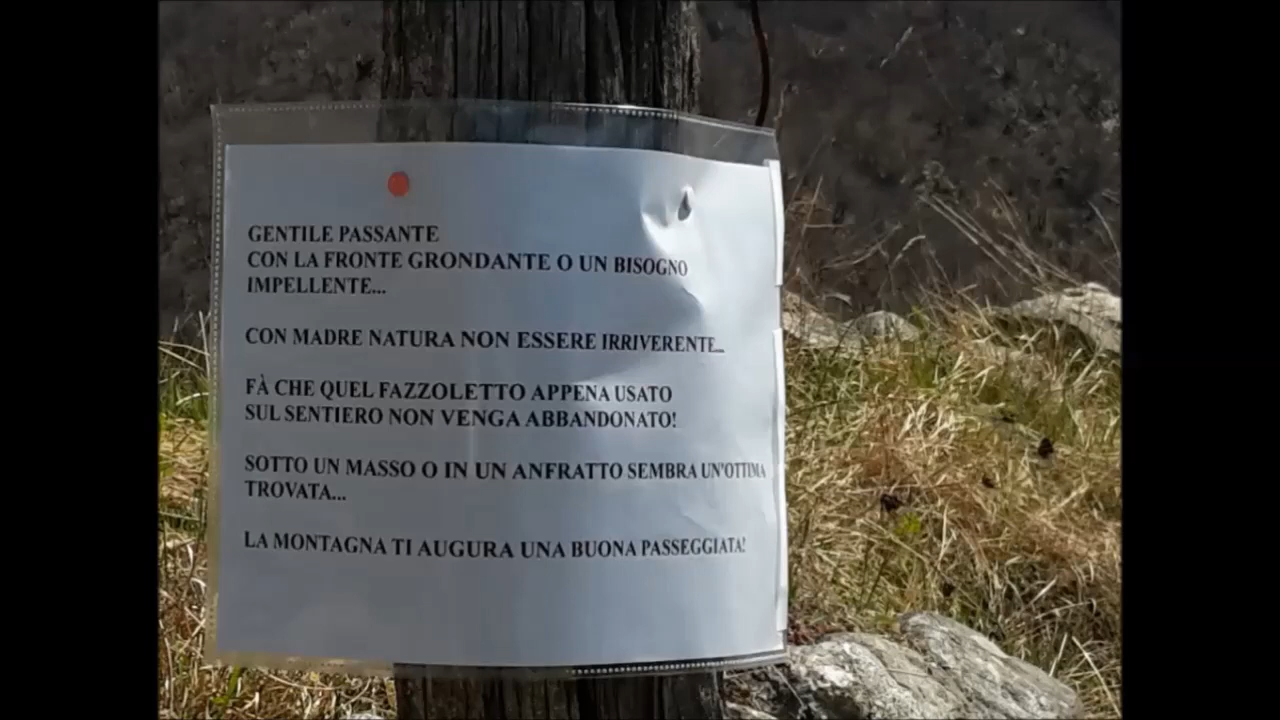 GENTILE PASSANTE
CON LA FRONTE GRONDANTE O UN BISOGNO
IMPELLENTE...
CON MADRE NATURA NON ESSERE IRRIVERENTE...
FÀ CHE QUEL FAZZOLETTO APPENA USATO
SUL SENTIERO NON VENGA ABBANDONATO!
SOTTO UN MASSO O IN UN ANFRATTO SEMBRA UN'OTTIMA
TROVATA...
LA MONTAGNA TI AUGURA UNA BUONA PASSEGGIATA!